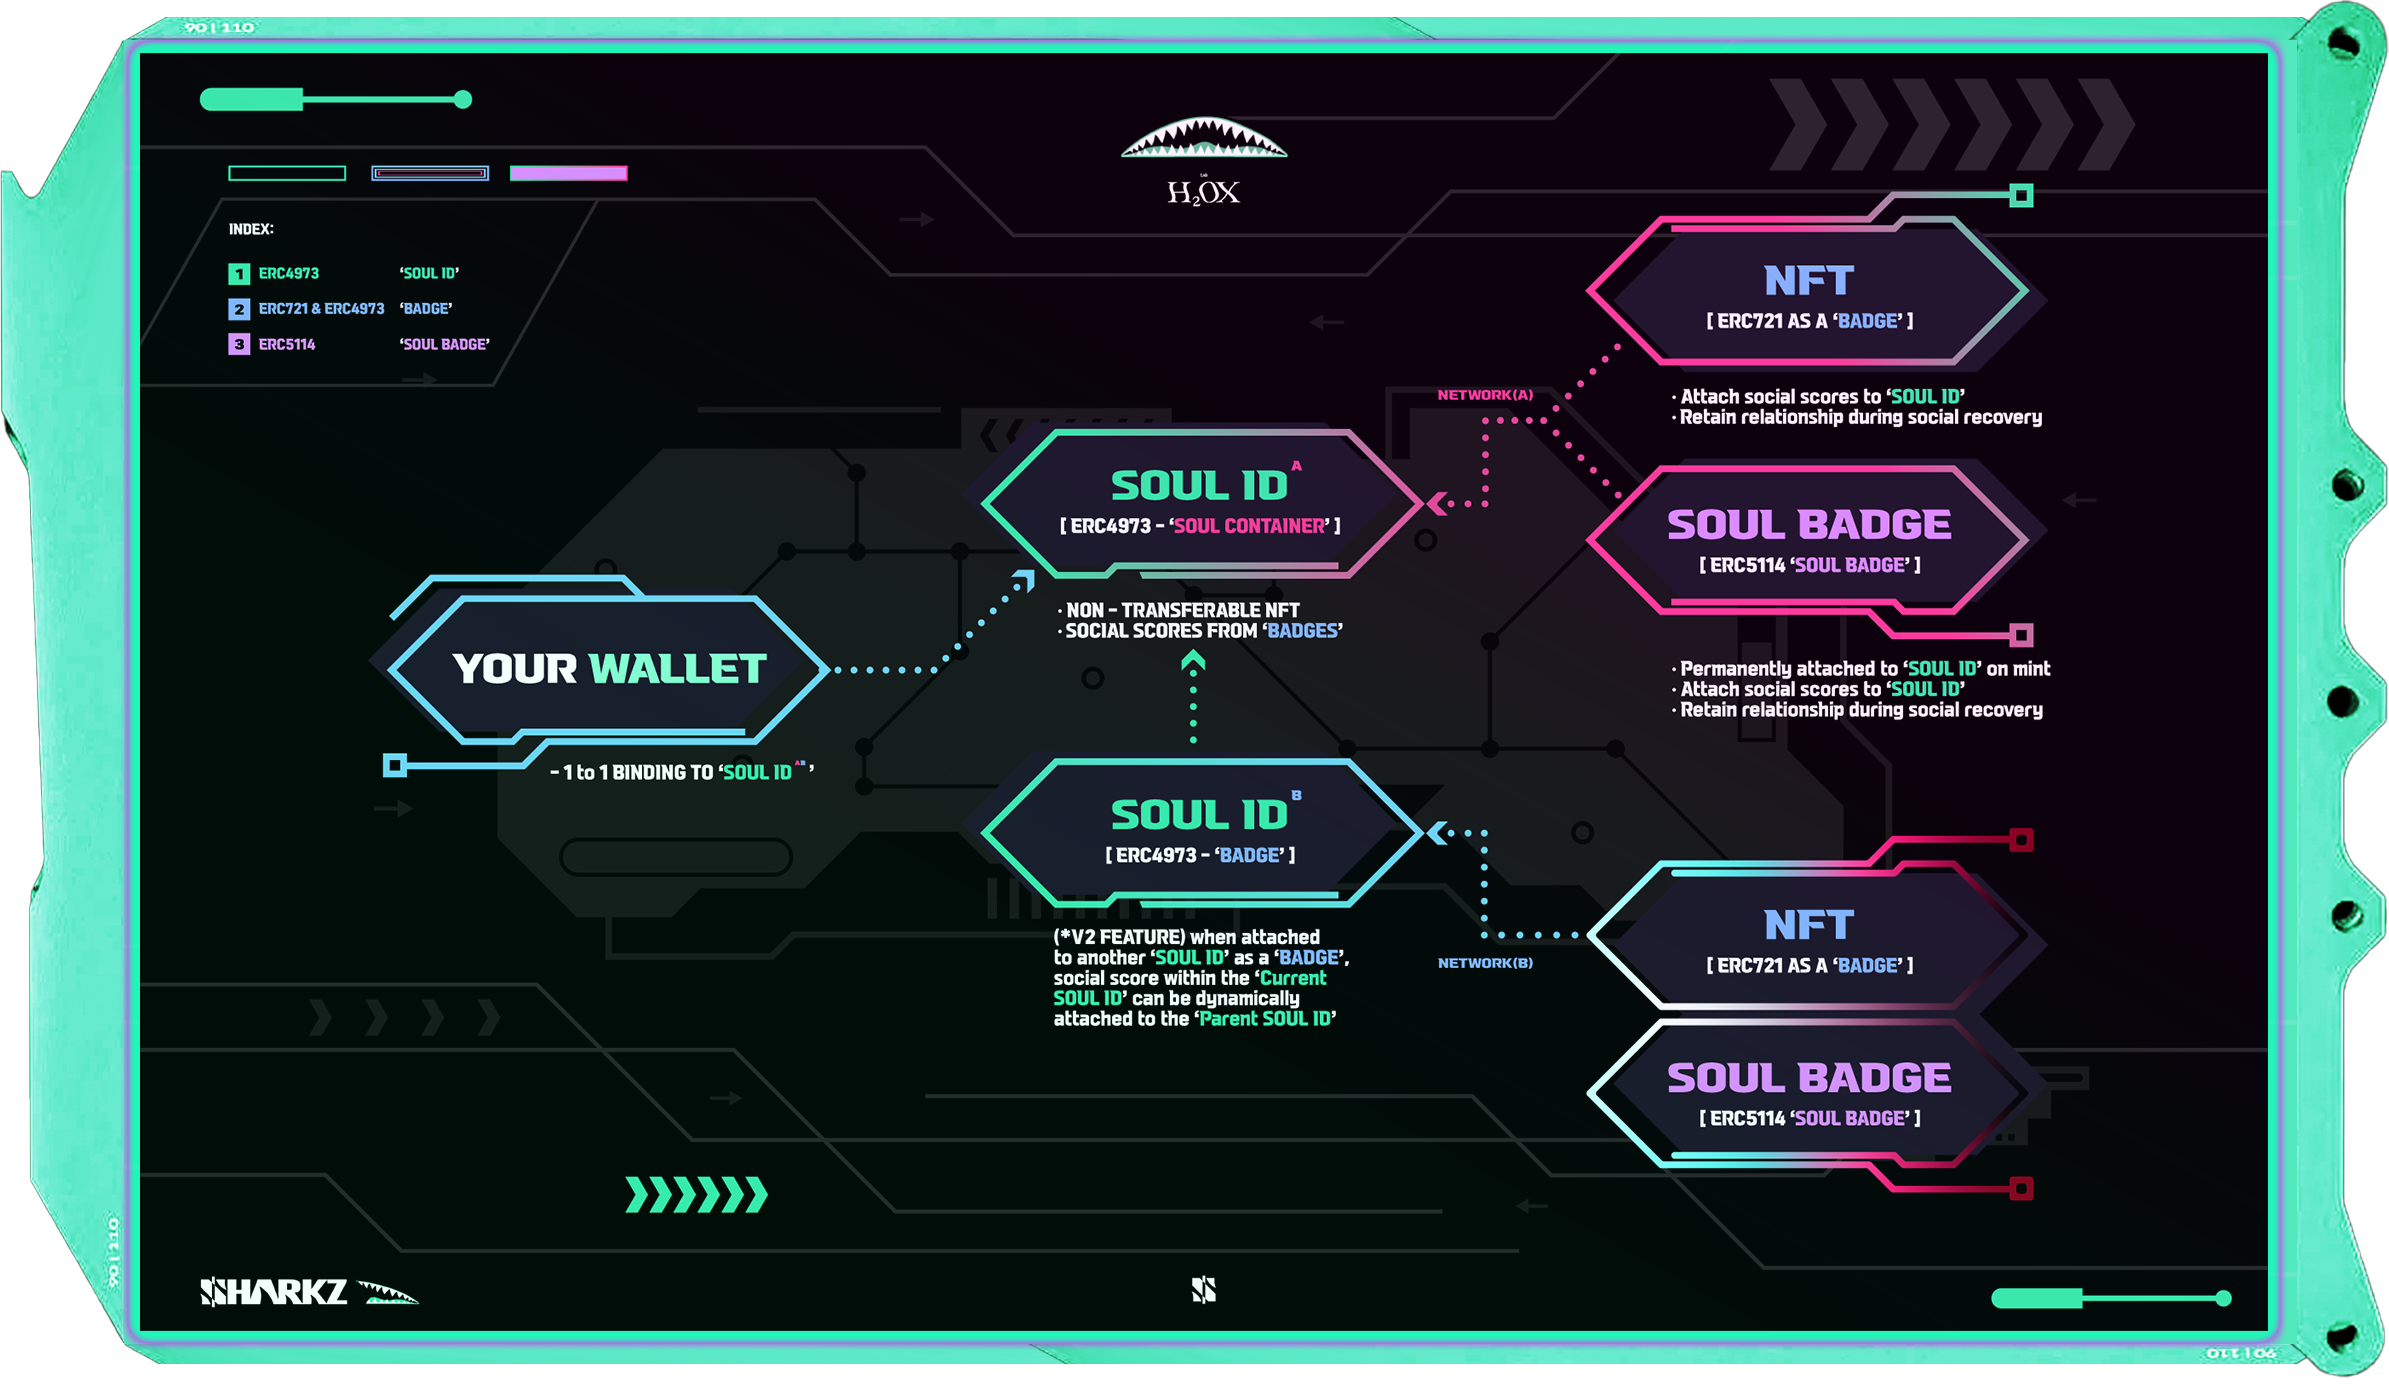 90 | 110
LAB
H2OX
INDEX:
1 ERC4973 ‘SOUL ID’
2 ERC721 & ERC4973 ‘BADGE’
3 ERC5114 ‘SOUL BADGE’
NFT
[ ERC721 AS A ‘BADGE’ ]
· Attach social scores to ‘SOUL ID’
· Retain relationship during social recovery
NETWORK(A)
SOUL ID A
[ ERC4973 – ‘SOUL CONTAINER’ ]
· NON – TRANSFERABLE NFT
· SOCIAL SCORES FROM ‘BADGES’
SOUL BADGE
[ ERC5114 ‘SOUL BADGE’ ]
· Permanently attached to ‘SOUL ID’ on mint
· Attach social scores to ‘SOUL ID’
· Retain relationship during social recovery
YOUR WALLET
– 1 to 1 BINDING TO ‘SOUL ID AB ’
SOUL ID B
[ ERC4973 – ‘BADGE’ ]
(*V2 FEATURE) when attached
to another ‘SOUL ID’ as a ‘BADGE’,
social score within the ‘Current
SOUL ID’ can be dynamically
attached to the ‘Parent SOUL ID’
NETWORK(B)
NFT
[ ERC721 AS A ‘BADGE’ ]
SOUL BADGE
[ ERC5114 ‘SOUL BADGE’ ]
90 | 110
SHARKZ
S
90 | 110